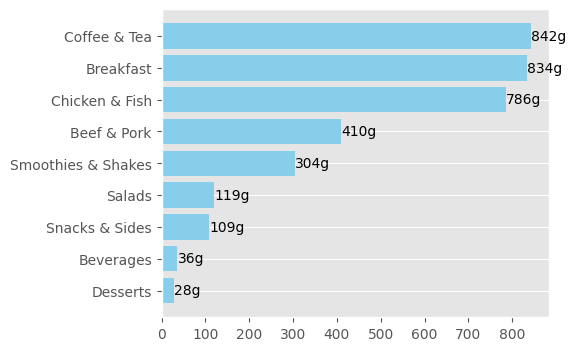 Coffee & Tea 842g
Breakfast 834g
Chicken & Fish 786g
Beef & Pork 410g
Smoothies & Shakes 304g
Salads 119g
Snacks & Sides 109g
Beverages 36g
Desserts 28g
0 100 200 300 400 500 600 700 800